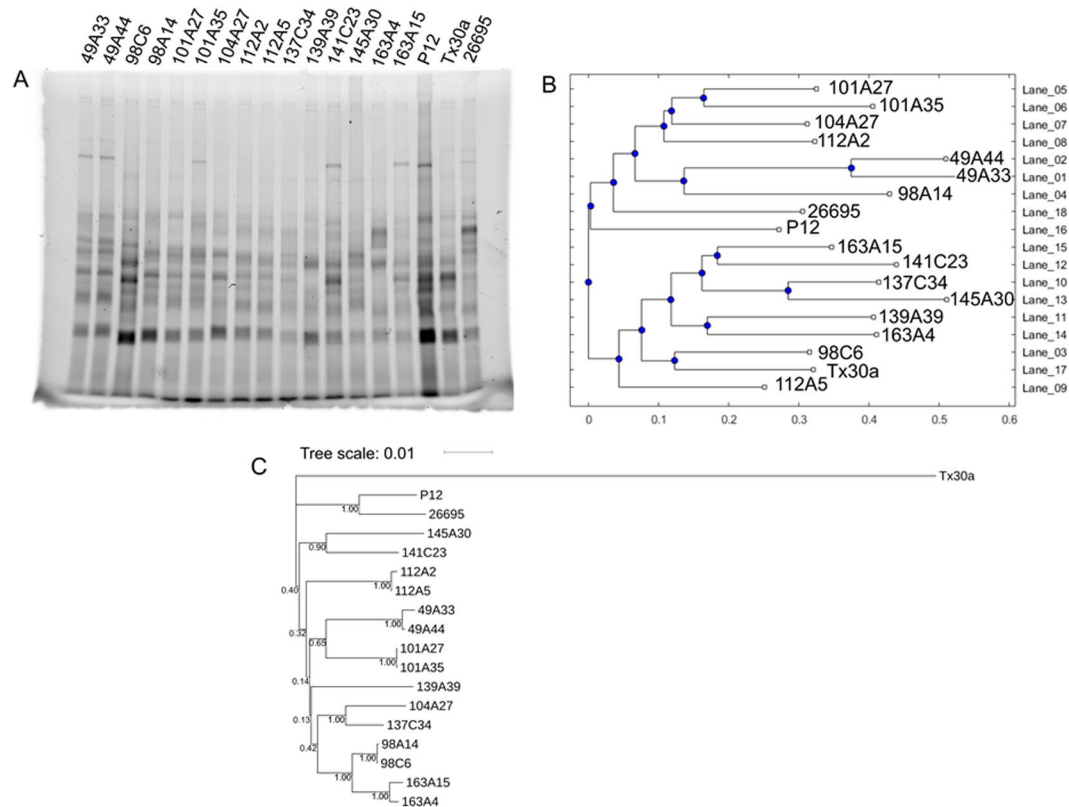 49A33 49A44 98C6 98A14 101A27 101A35 104A27 112A2 112A5 137C34 139A39 141C23 145A30 163A4 163A15 P12 Tx30a 26695
A
B
101A27 Lane_05
101A35 Lane_06
104A27 Lane_07
112A2 Lane_08
49A44 Lane_02
49A33 Lane_01
98A14 Lane_04
26695 Lane_18
P12 Lane_16
163A15 Lane_15
141C23 Lane_12
137C34 Lane_10
145A30 Lane_13
139A39 Lane_11
163A4 Lane_14
98C6 Lane_03
Tx30a Lane_17
112A5 Lane_09
0 0.1 0.2 0.3 0.4 0.5 0.6
C
Tree scale: 0.01
Tx30a
P12
1.00
26695
145A30
0.90
141C23
112A2
1.00
112A5
0.40
49A33
1.00
49A44
0.32
0.65
101A27
1.00
101A35
0.14
139A39
104A27
0.13
1.00
137C34
98A14
0.42
1.00
98C6
1.00
163A15
1.00
163A4